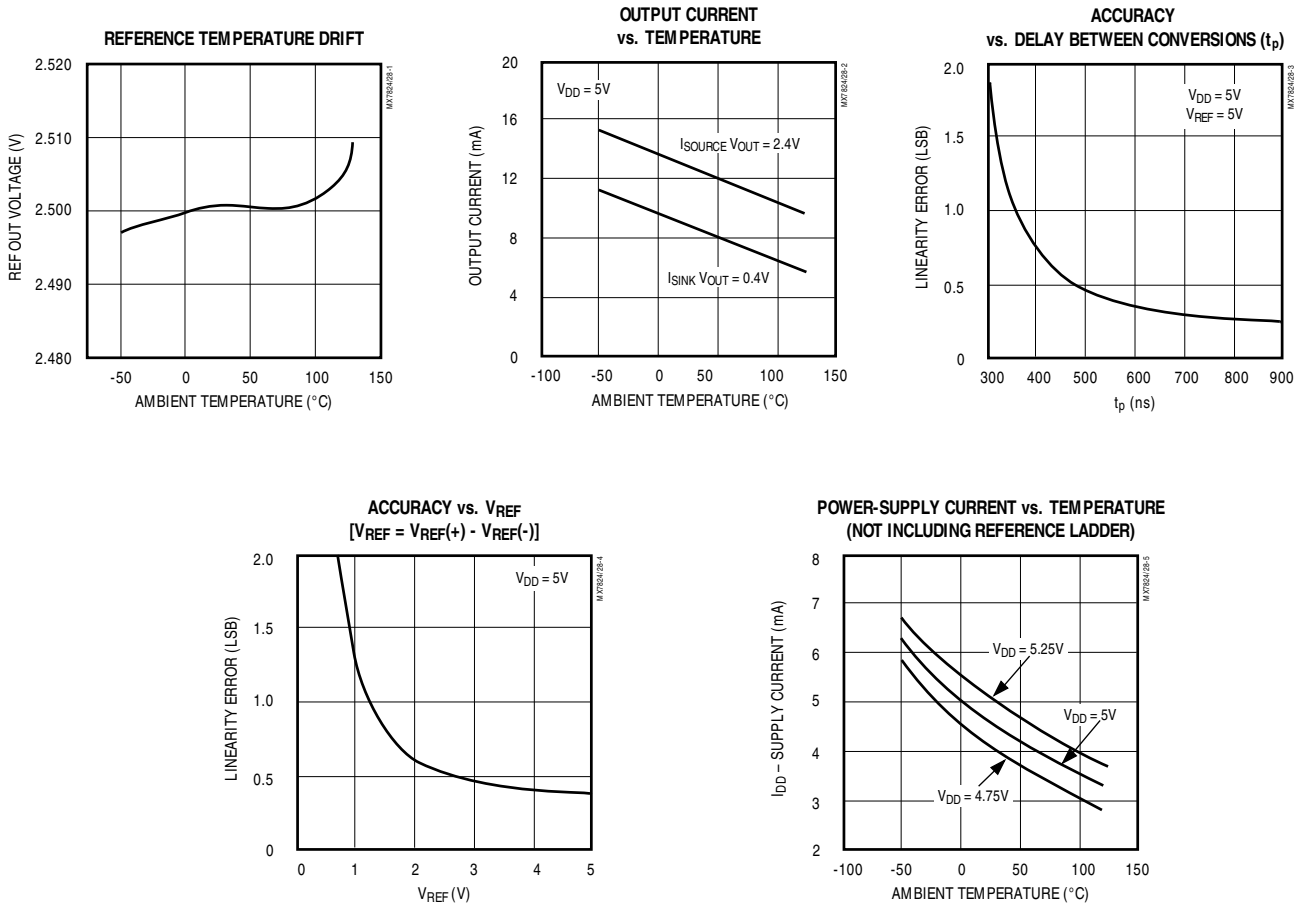 REFERENCE TEMPERATURE DRIFT
MX7824/28-1
2.520
2.510
2.500
2.490
2.480
REF OUT VOLTAGE (V)
-50 0 50 100 150
AMBIENT TEMPERATURE (°C)
OUTPUT CURRENT
vs. TEMPERATURE
MX7824/28-2
20
16
12
8
4
0
OUTPUT CURRENT (mA)
VDD = 5V
ISOURCE VOUT = 2.4V
ISINK VOUT = 0.4V
-100 -50 0 50 100 150
AMBIENT TEMPERATURE (°C)
ACCURACY
vs. DELAY BETWEEN CONVERSIONS (tp)
MX7824/28-3
2.0
1.5
1.0
0.5
0
LINEARITY ERROR (LSB)
VDD = 5V
VREF = 5V
300 400 500 600 700 800 900
tp (ns)
ACCURACY vs. VREF
[VREF = VREF(+) - VREF(-)]
MX7824/28-4
2.0
1.5
1.0
0.5
0
LINEARITY ERROR (LSB)
VDD = 5V
0 1 2 3 4 5
VREF (V)
POWER-SUPPLY CURRENT vs. TEMPERATURE
(NOT INCLUDING REFERENCE LADDER)
MX7824/28-5
8
7
6
5
4
3
2
IDD – SUPPLY CURRENT (mA)
VDD = 5.25V
VDD = 5V
VDD = 4.75V
-100 -50 0 50 100 150
AMBIENT TEMPERATURE (°C)